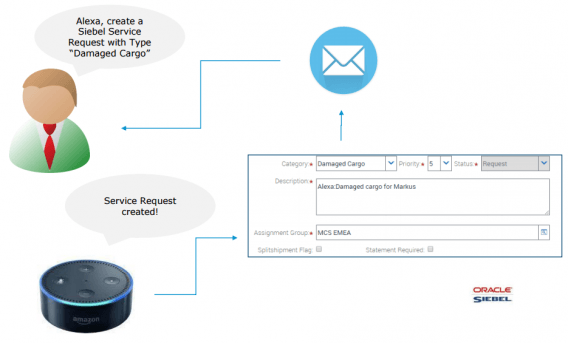 Alexa, create a
Siebel Service
Request with Type
“Damaged Cargo”
Category:* Damaged Cargo Priority:* 5 Status:* Request
Description:* Alexa:Damaged cargo for Markus
Service Request
created!
Assignment Group:* MCS EMEA
Splitshipment Flag: Statement Required:
amazon
ORACLE
SIEBEL